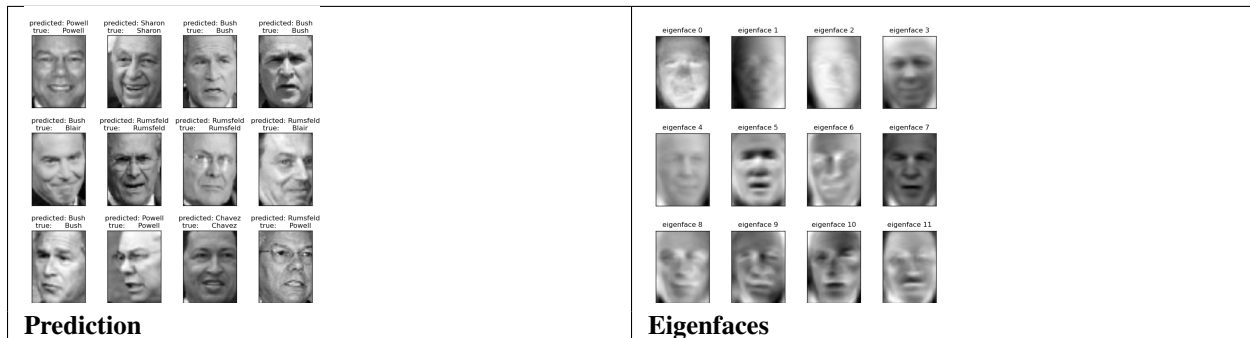 predicted: Powell
true: Powell
predicted: Sharon
true: Sharon
predicted: Bush
true: Bush
predicted: Bush
true: Bush
predicted: Bush
true: Blair
predicted: Rumsfeld
true: Rumsfeld
predicted: Rumsfeld
true: Rumsfeld
predicted: Rumsfeld
true: Blair
predicted: Bush
true: Bush
predicted: Powell
true: Powell
predicted: Chavez
true: Chavez
predicted: Rumsfeld
true: Powell
Prediction
eigenface 0
eigenface 1
eigenface 2
eigenface 3
eigenface 4
eigenface 5
eigenface 6
eigenface 7
eigenface 8
eigenface 9
eigenface 10
eigenface 11
Eigenfaces